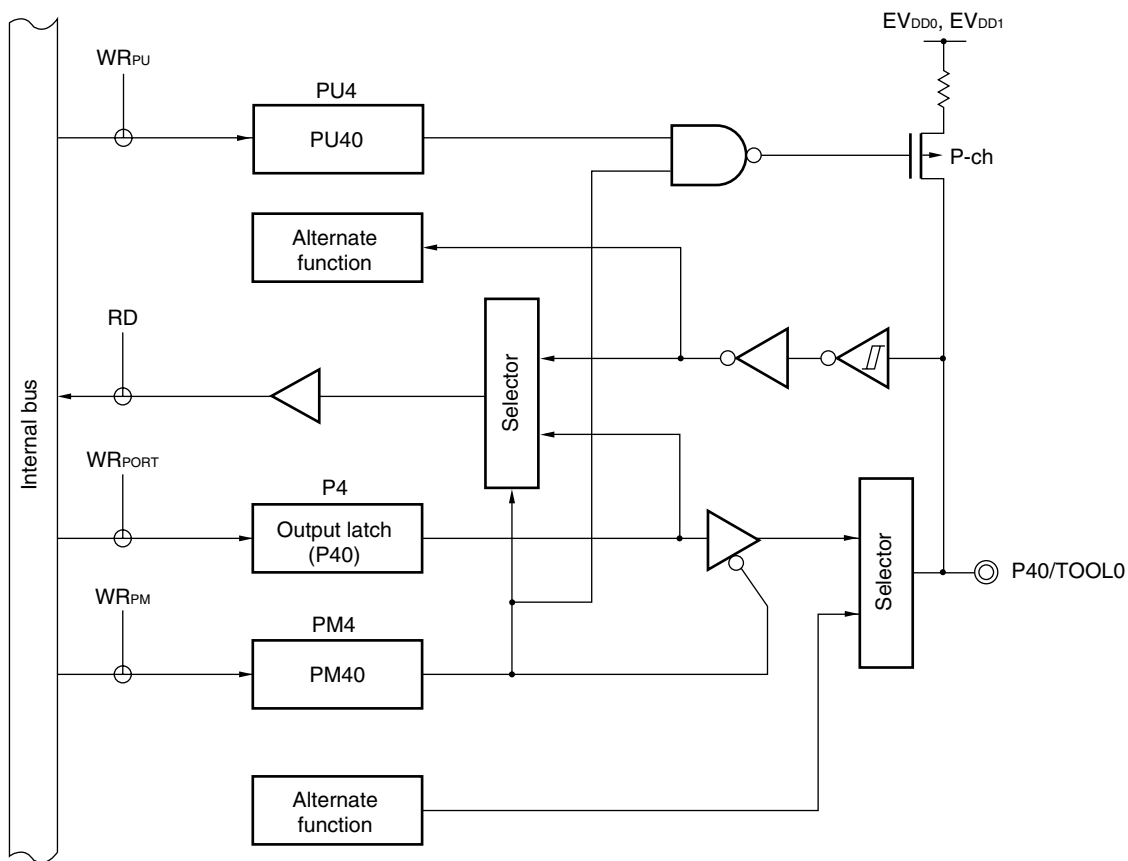 EVDD0, EVDD1
WRPU
PU4
PU40
P-ch
Alternate
function
RD
Selector
Internal bus
WRPORT
P4
Output latch
(P40)
Selector
P40/TOOL0
WRPM
PM4
PM40
Alternate
function